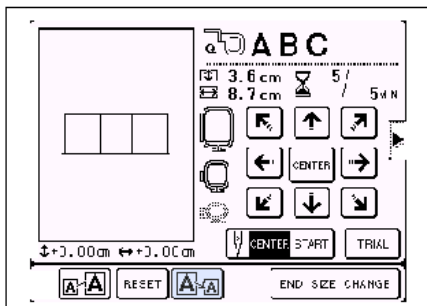 ABC
3.6cm 5/
8.7cm / 5MIN
CENTER
+0.00cm +0.00cm
CENTER START TRIAL
A A RESET A A END SIZE CHANGE